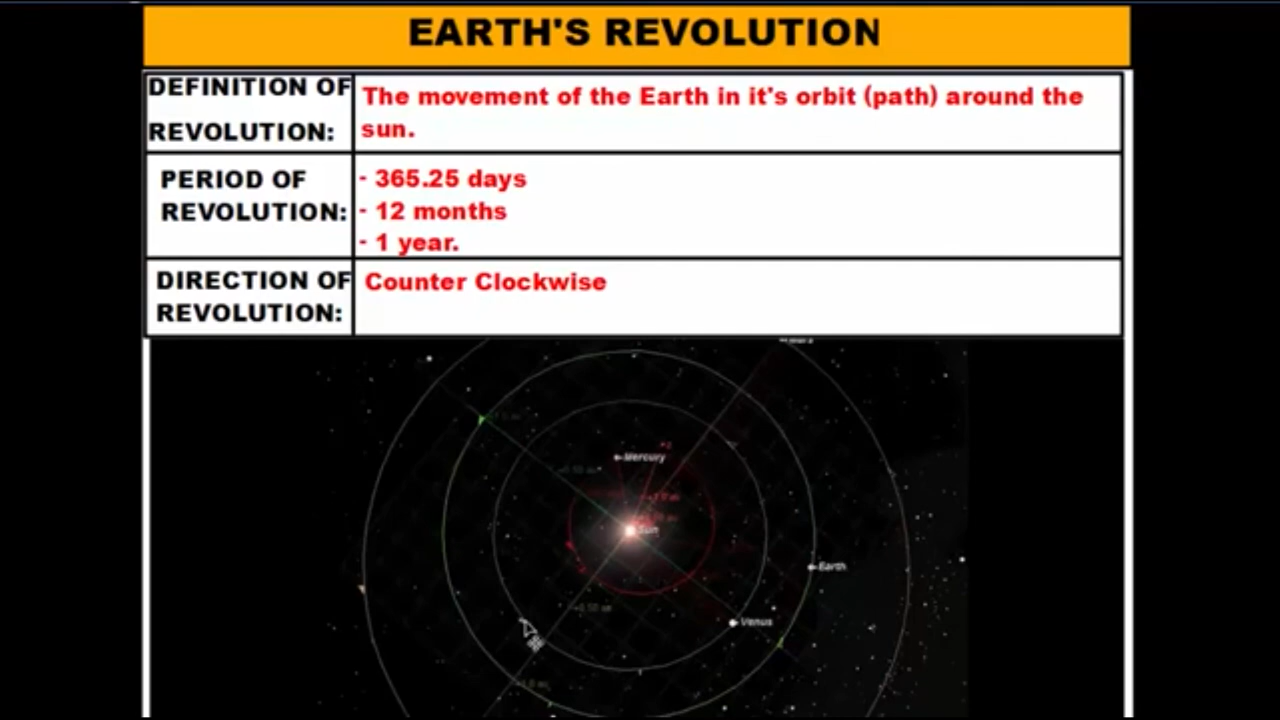 EARTH'S REVOLUTION
DEFINITION OF
REVOLUTION:
The movement of the Earth in it's orbit (path) around the
sun.
PERIOD OF
REVOLUTION:
- 365.25 days
- 12 months
- 1 year.
DIRECTION OF
REVOLUTION:
Counter Clockwise
Mercury
Sun
Earth
Venus